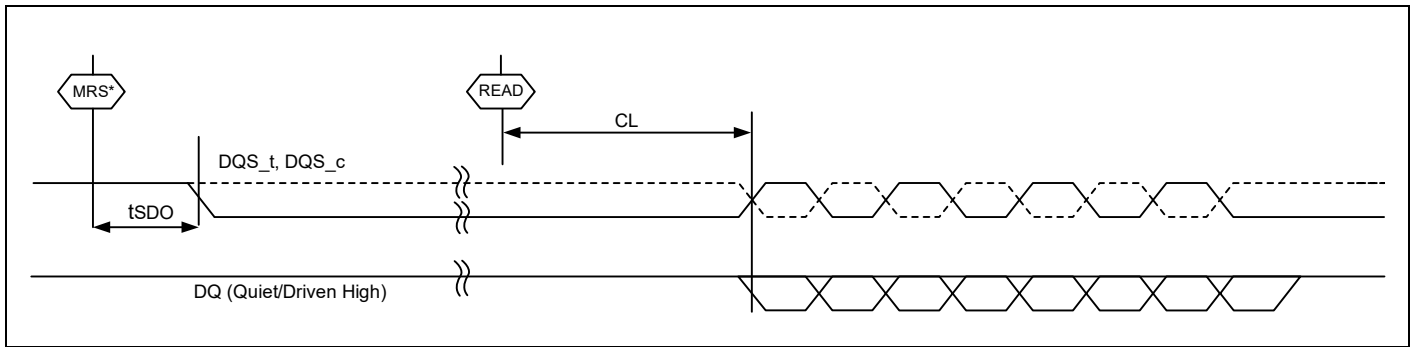 MRS*
READ
CL
DQS_t, DQS_c
tSDO
DQ (Quiet/Driven High)